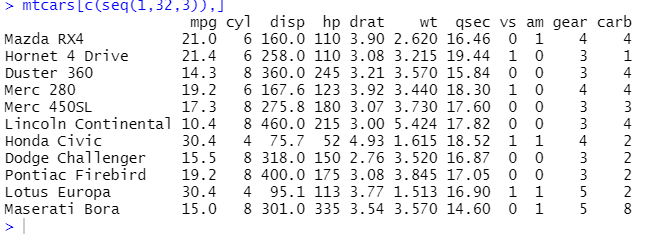 > mtcars[c(seq(1,32,3)),]
                     mpg cyl  disp  hp drat    wt  qsec vs am gear carb
Mazda RX4           21.0   6 160.0 110 3.90 2.620 16.46  0  1    4    4
Hornet 4 Drive      21.4   6 258.0 110 3.08 3.215 19.44  1  0    3    1
Duster 360          14.3   8 360.0 245 3.21 3.570 15.84  0  0    3    4
Merc 280            19.2   6 167.6 123 3.92 3.440 18.30  1  0    4    4
Merc 450SL          17.3   8 275.8 180 3.07 3.730 17.60  0  0    3    3
Lincoln Continental 10.4   8 460.0 215 3.00 5.424 17.82  0  0    3    4
Honda Civic         30.4   4  75.7  52 4.93 1.615 18.52  1  1    4    2
Dodge Challenger    15.5   8 318.0 150 2.76 3.520 16.87  0  0    3    2
Pontiac Firebird    19.2   8 400.0 175 3.08 3.845 17.05  0  0    3    2
Lotus Europa        30.4   4  95.1 113 3.77 1.513 16.90  1  1    5    2
Maserati Bora       15.0   8 301.0 335 3.54 3.570 14.60  0  1    5    8
>